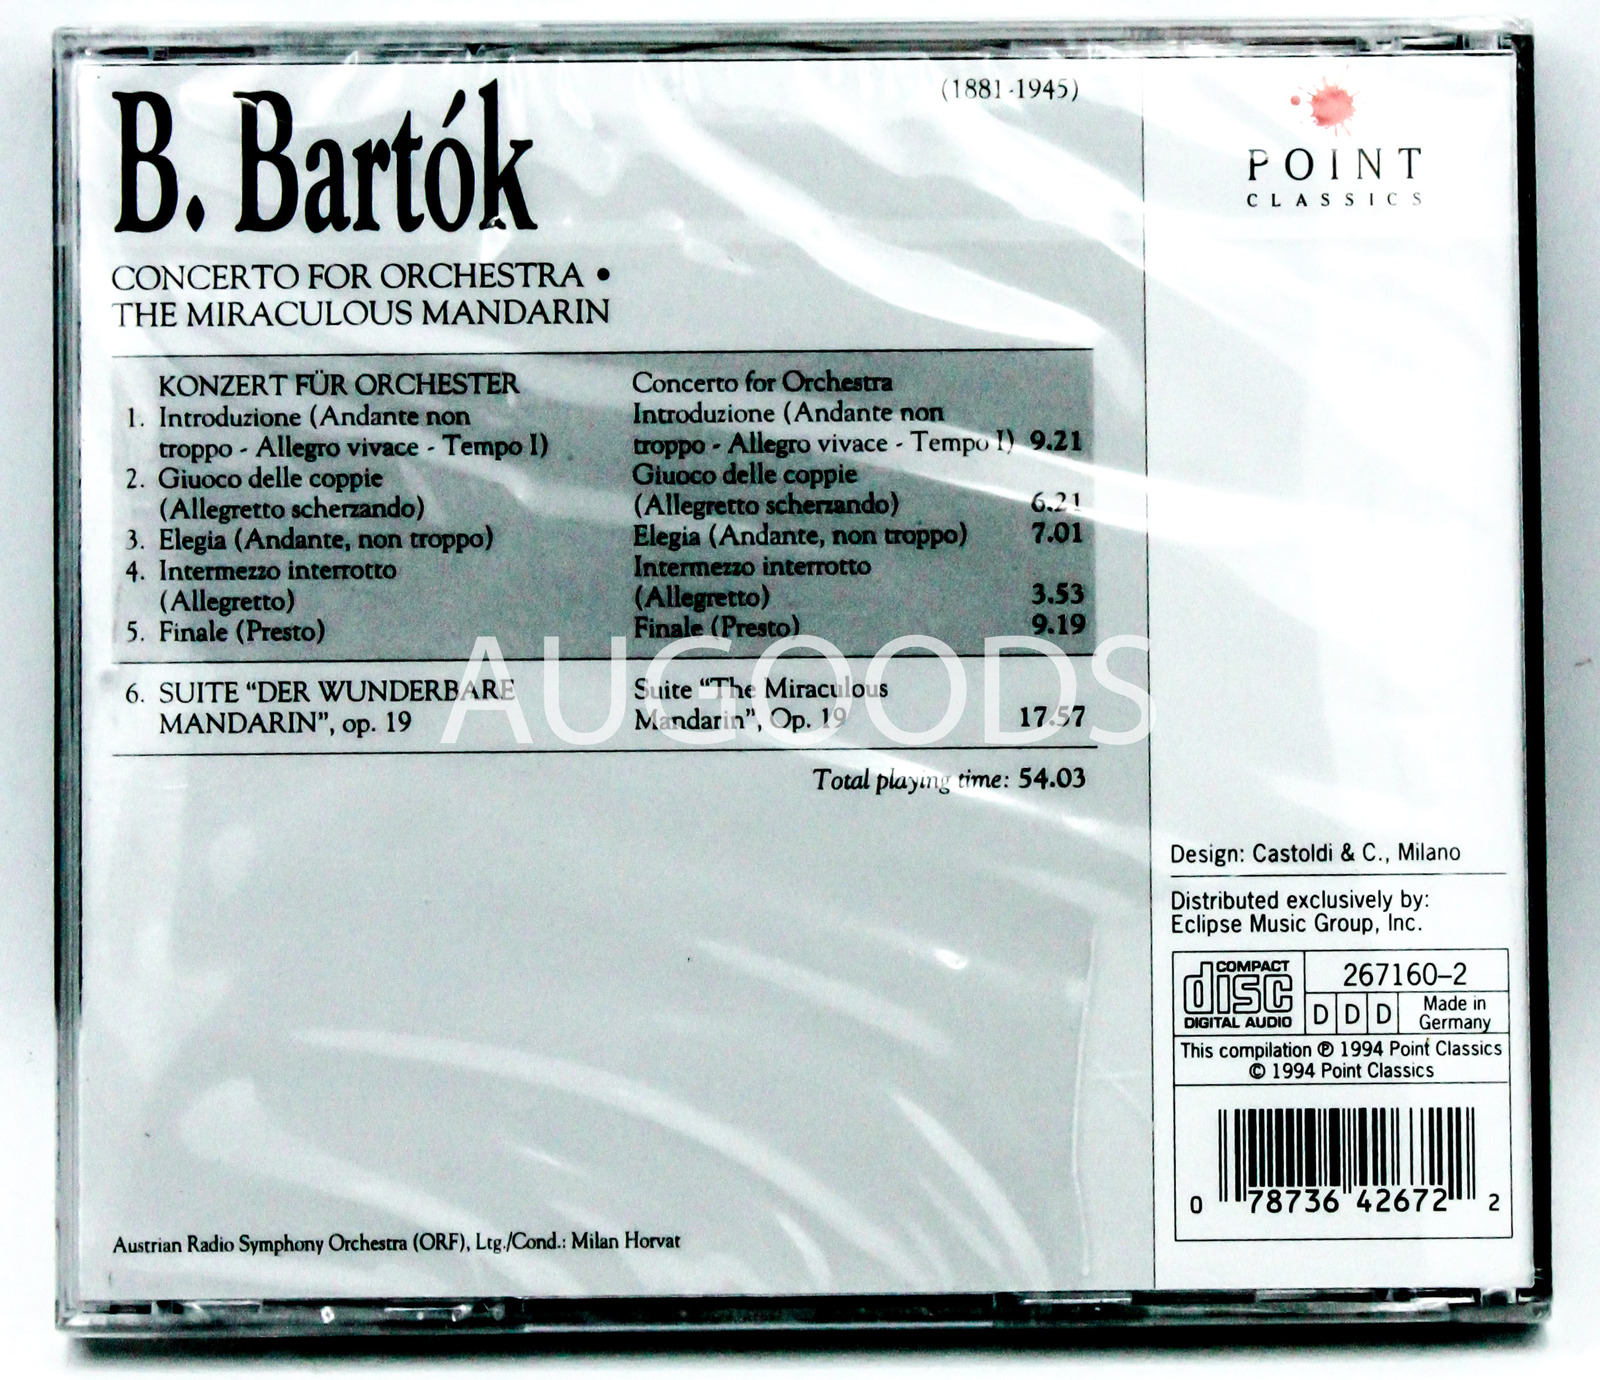 B. Bartók
(1881-1945)
CONCERTO FOR ORCHESTRA •
THE MIRACULOUS MANDARIN
KONZERT FÜR ORCHESTER Concerto for Orchestra
1. Introduzione (Andante non Introduzione (Andante non
troppo - Allegro vivace - Tempo I) troppo - Allegro vivace - Tempo I) 9.21
2. Giuoco delle coppie Giuoco delle coppie
(Allegretto scherzando) (Allegretto scherzando) 6.21
3. Elegia (Andante, non troppo) Elegia (Andante, non troppo) 7.01
4. Intermezzo interrotto Intermezzo interrotto
(Allegretto) (Allegretto) 3.53
5. Finale (Presto) Finale (Presto) 9.19
6. SUITE “DER WUNDERBARE Suite “The Miraculous
MANDARIN”, op. 19 Mandarin”, Op. 19 17.57
Total playing time: 54.03
AUGOODS
Austrian Radio Symphony Orchestra (ORF), Ltg./Cond.: Milan Horvat
POINT
CLASSICS
Design: Castoldi & C., Milano
Distributed exclusively by:
Eclipse Music Group, Inc.
COMPACT
disc
DIGITAL AUDIO
267160-2
D D D
Made in
Germany
This compilation ℗ 1994 Point Classics
© 1994 Point Classics
0 78736 42672 2